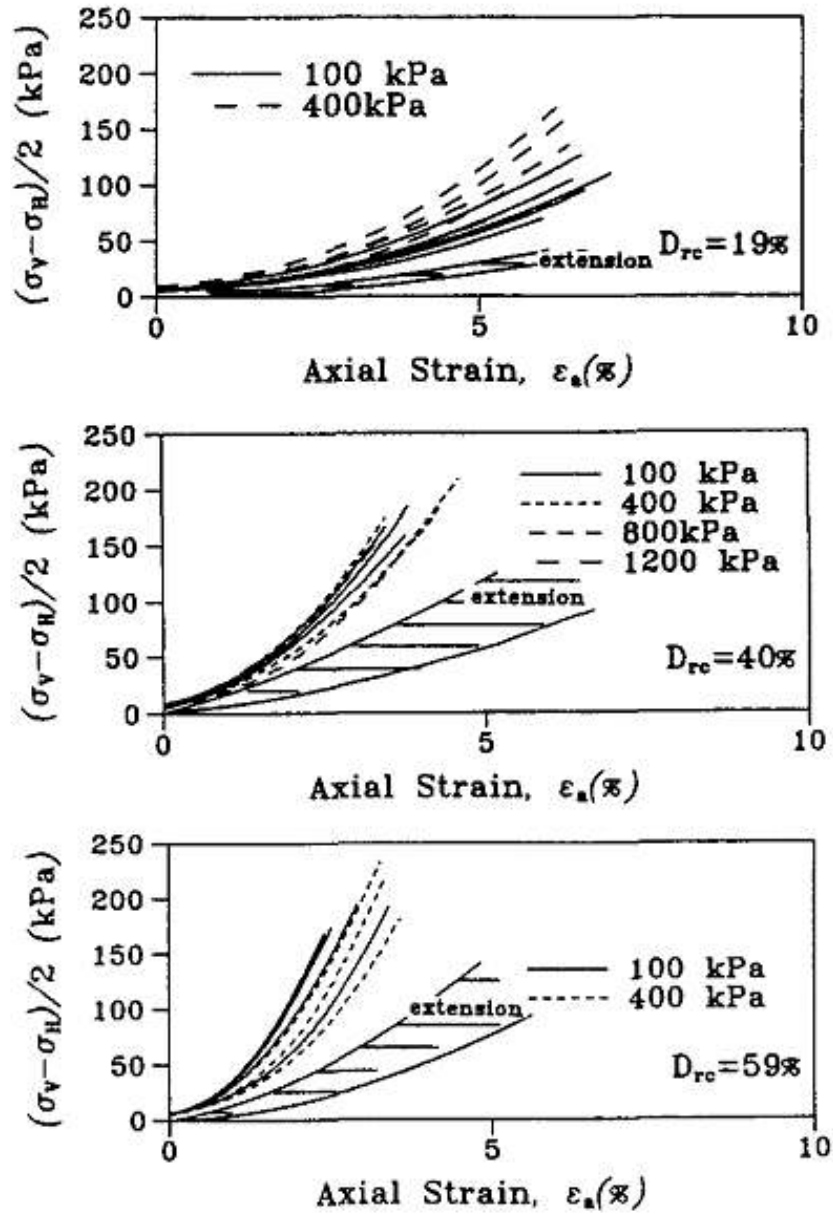 250
200
150
100
50
0
(σV−σH)/2 (kPa)
100 kPa
400kPa
extension
Drc=19%
0
5
10
Axial Strain, εa(%)
250
200
150
100
50
0
(σV−σH)/2 (kPa)
100 kPa
400 kPa
800kPa
1200 kPa
extension
Drc=40%
0
5
10
Axial Strain, εa(%)
250
200
150
100
50
0
(σV−σH)/2 (kPa)
100 kPa
400 kPa
extension
Drc=59%
0
5
10
Axial Strain, εa(%)